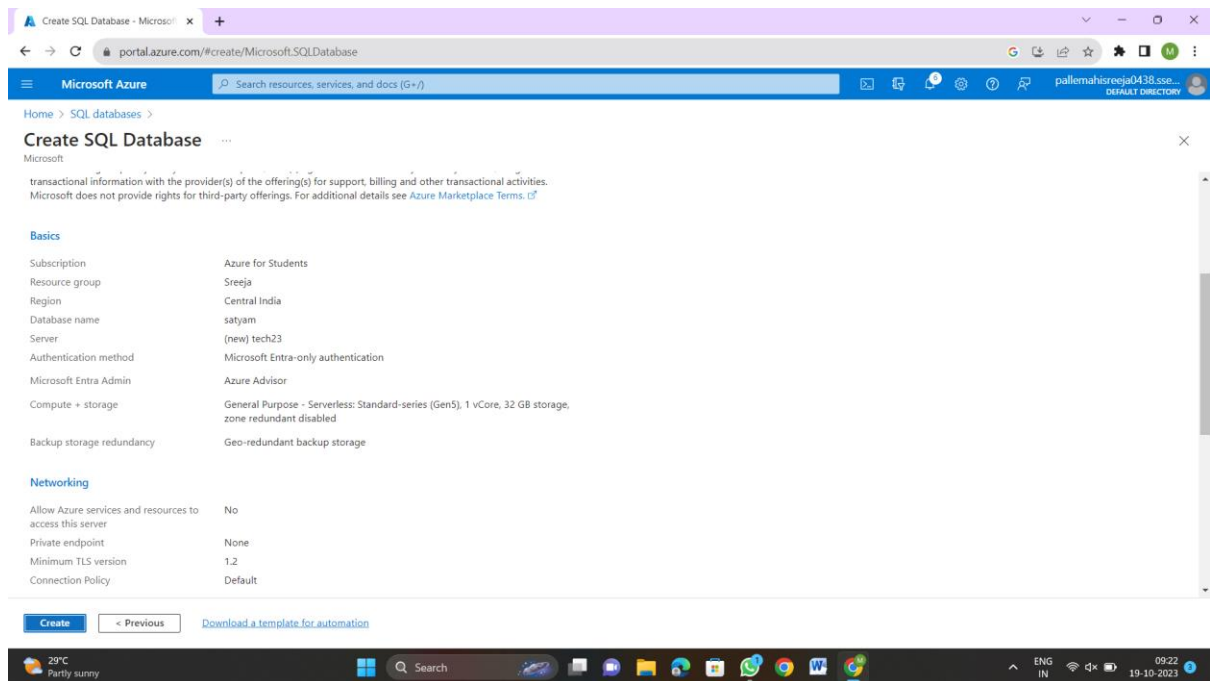 Create SQL Database - Microsof
portal.azure.com/#create/Microsoft.SQLDatabase
G
M
Microsoft Azure
Search resources, services, and docs (G+/)
6
pallemahisreeja0438.sse...
DEFAULT DIRECTORY
Home > SQL databases >
Create SQL Database ...
Microsoft
transactional information with the provider(s) of the offering(s) for support, billing and other transactional activities.
Microsoft does not provide rights for third-party offerings. For additional details see Azure Marketplace Terms.
Basics
Subscription Azure for Students
Resource group Sreeja
Region Central India
Database name satyam
Server (new) tech23
Authentication method Microsoft Entra-only authentication
Microsoft Entra Admin Azure Advisor
Compute + storage General Purpose - Serverless: Standard-series (Gen5), 1 vCore, 32 GB storage,
zone redundant disabled
Backup storage redundancy Geo-redundant backup storage
Networking
Allow Azure services and resources to No
access this server
Private endpoint None
Minimum TLS version 1.2
Connection Policy Default
Create < Previous Download a template for automation
29°C
Partly sunny
Search
ENG
IN
09:22
19-10-2023
3